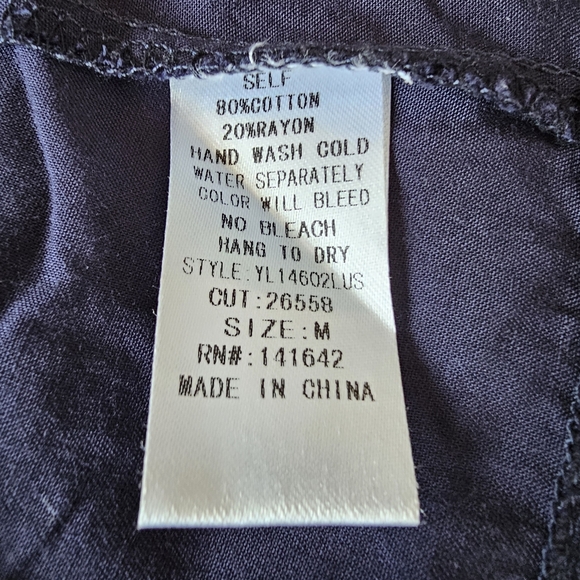 SELF
80%COTTON
20%RAYON
HAND WASH COLD
WATER SEPARATELY
COLOR WILL BLEED
NO BLEACH
HANG TO DRY
STYLE:YL14602LUS
CUT:26558
SIZE:M
RN#:141642
MADE IN CHINA